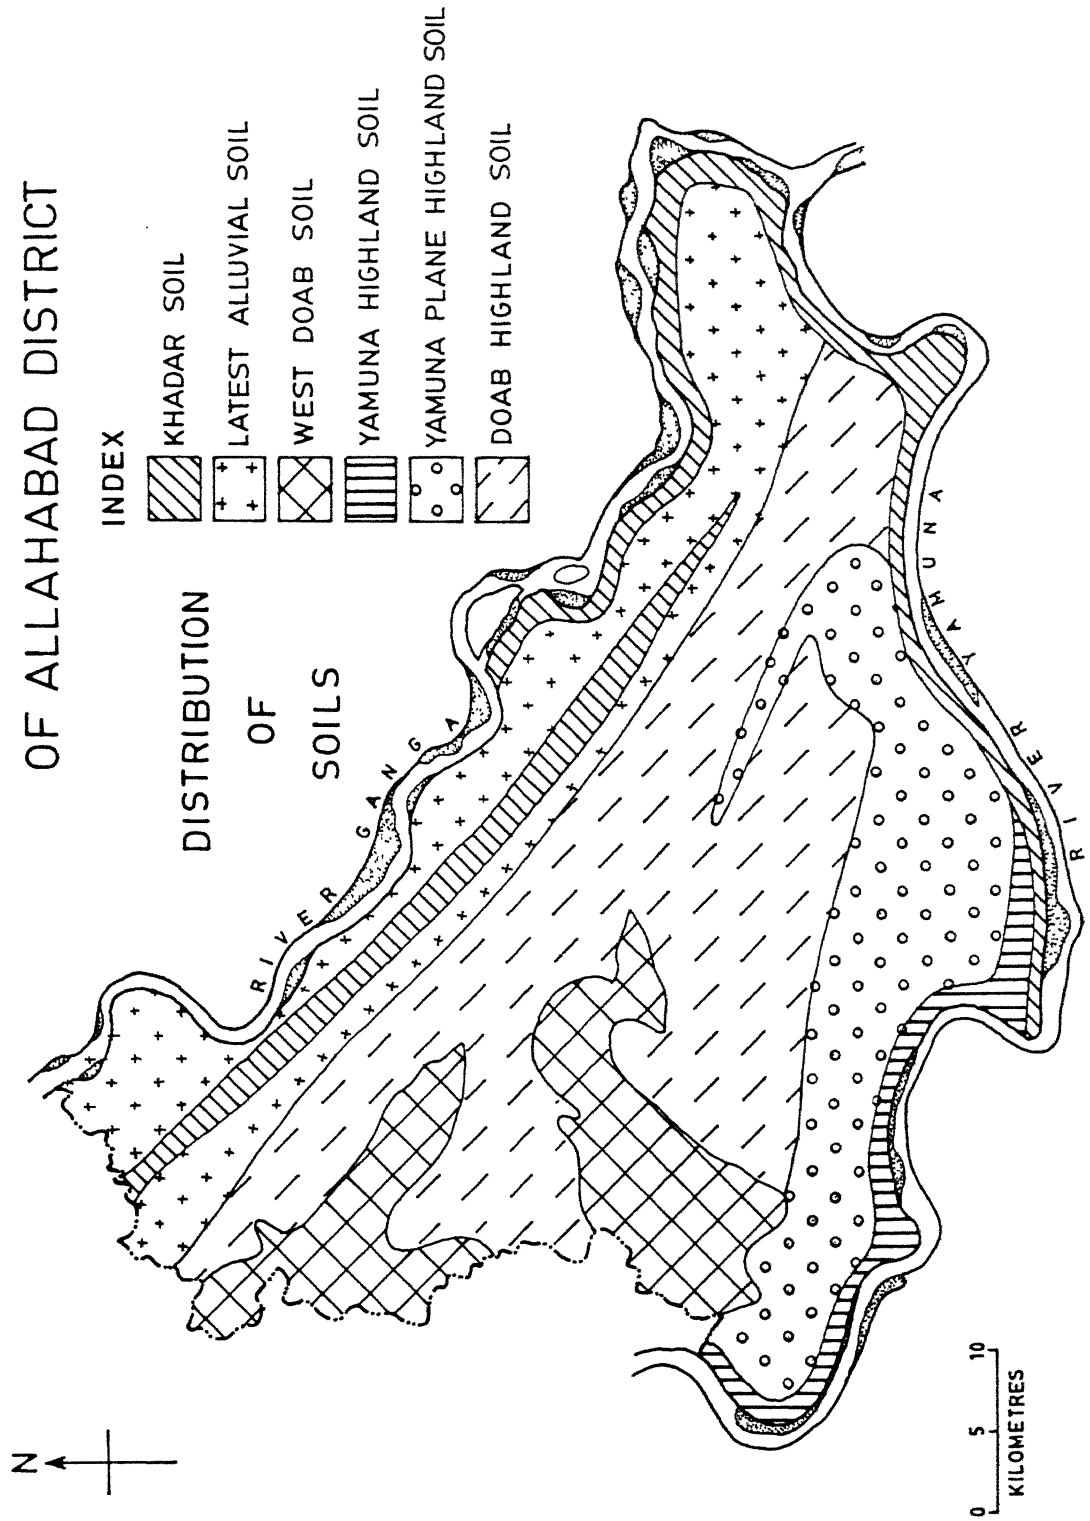 OF ALLAHABAD DISTRICT
DISTRIBUTION
OF
SOILS
INDEX
KHADAR SOIL
LATEST ALLUVIAL SOIL
WEST DOAB SOIL
YAMUNA HIGHLAND SOIL
YAMUNA PLANE HIGHLAND SOIL
DOAB HIGHLAND SOIL
N
RIVER GANGA
RIVER YAMUNA
0 5 10
KILOMETRES